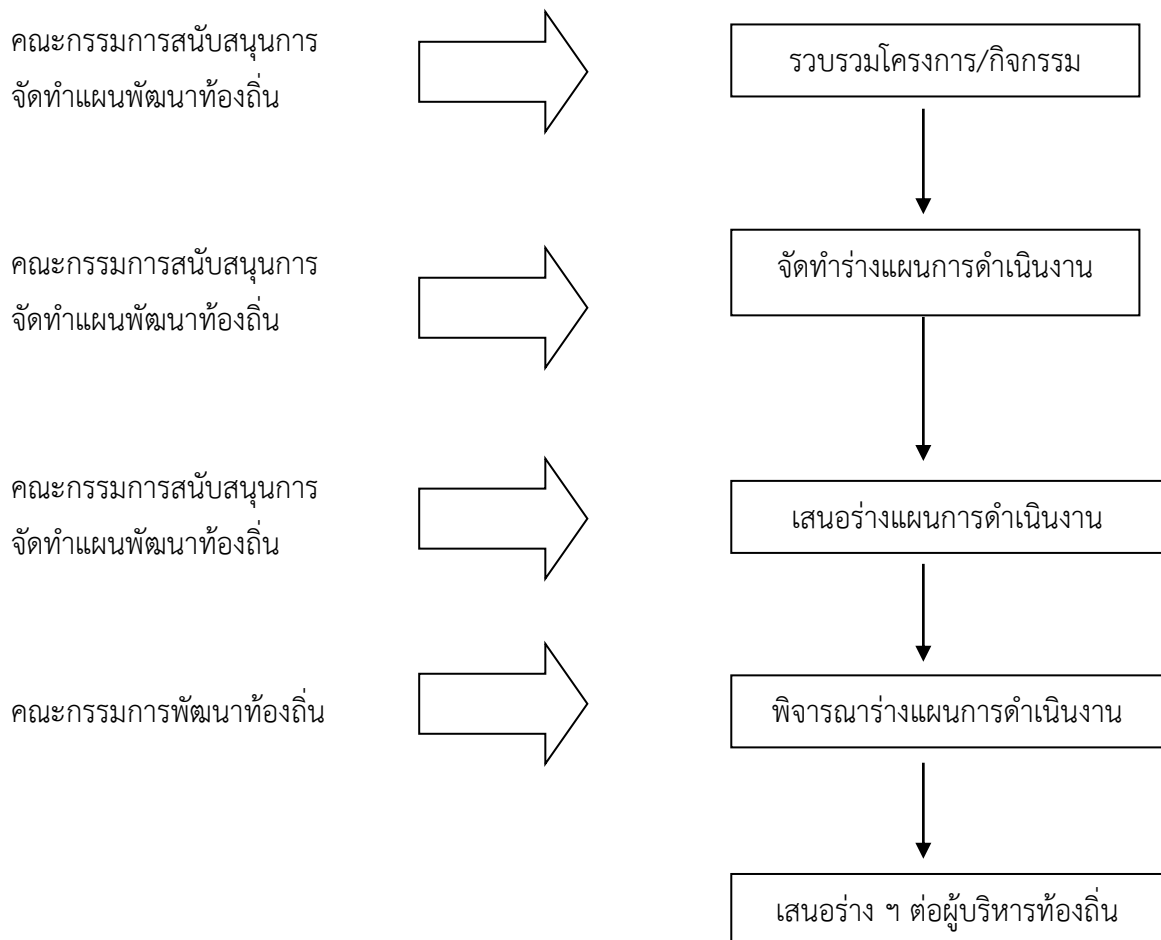 คณะกรรมการสนับสนุนการ
จัดทำแผนพัฒนาท้องถิ่น
รวบรวมโครงการ/กิจกรรม
คณะกรรมการสนับสนุนการ
จัดทำแผนพัฒนาท้องถิ่น
จัดทำร่างแผนการดำเนินงาน
คณะกรรมการสนับสนุนการ
จัดทำแผนพัฒนาท้องถิ่น
เสนอร่างแผนการดำเนินงาน
คณะกรรมการพัฒนาท้องถิ่น
พิจารณาร่างแผนการดำเนินงาน
เสนอร่าง ฯ ต่อผู้บริหารท้องถิ่น